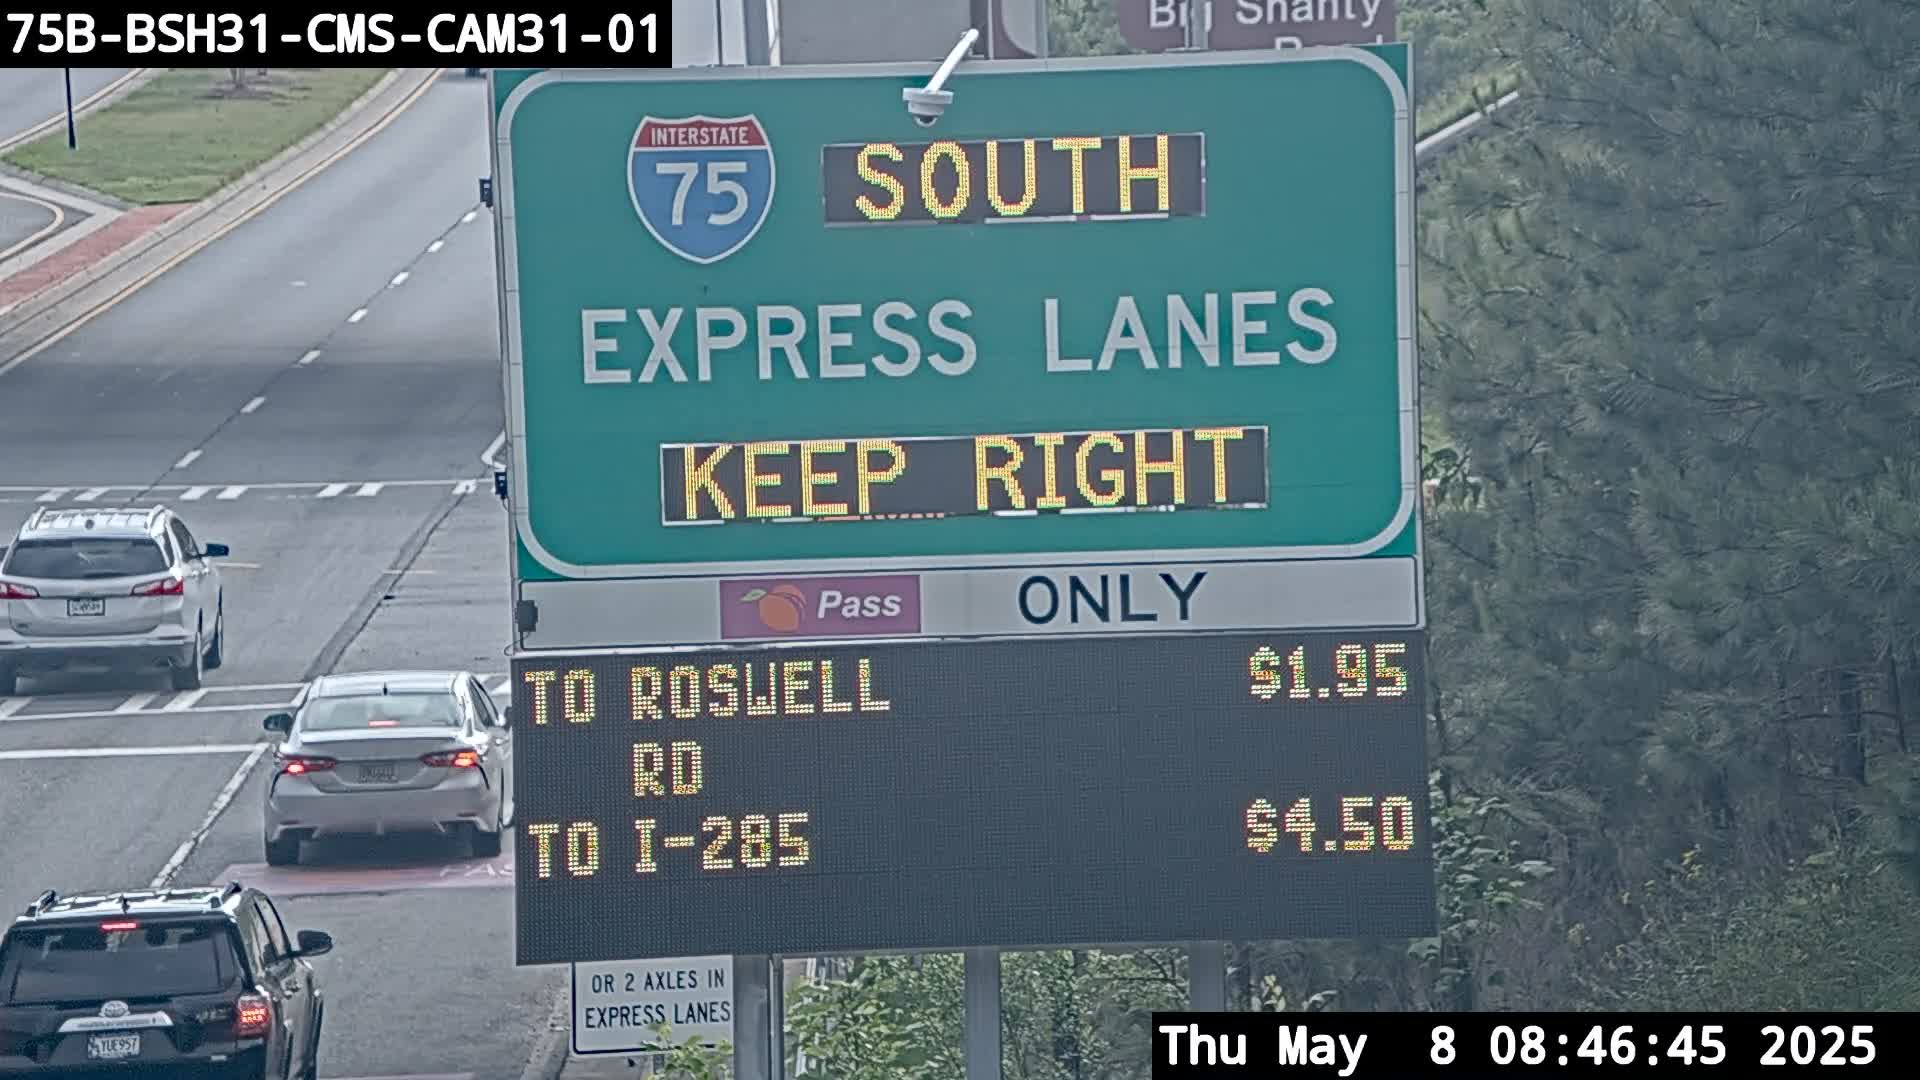 75B-BSH31-CMS-CAM31-01
Big Shanty
Road
INTERSTATE
75
SOUTH
EXPRESS LANES
KEEP RIGHT
Pass ONLY
TO ROSWELL $1.95
RD
TO I-285 $4.50
OR 2 AXLES IN
EXPRESS LANES
Thu May 8 08:46:45 2025